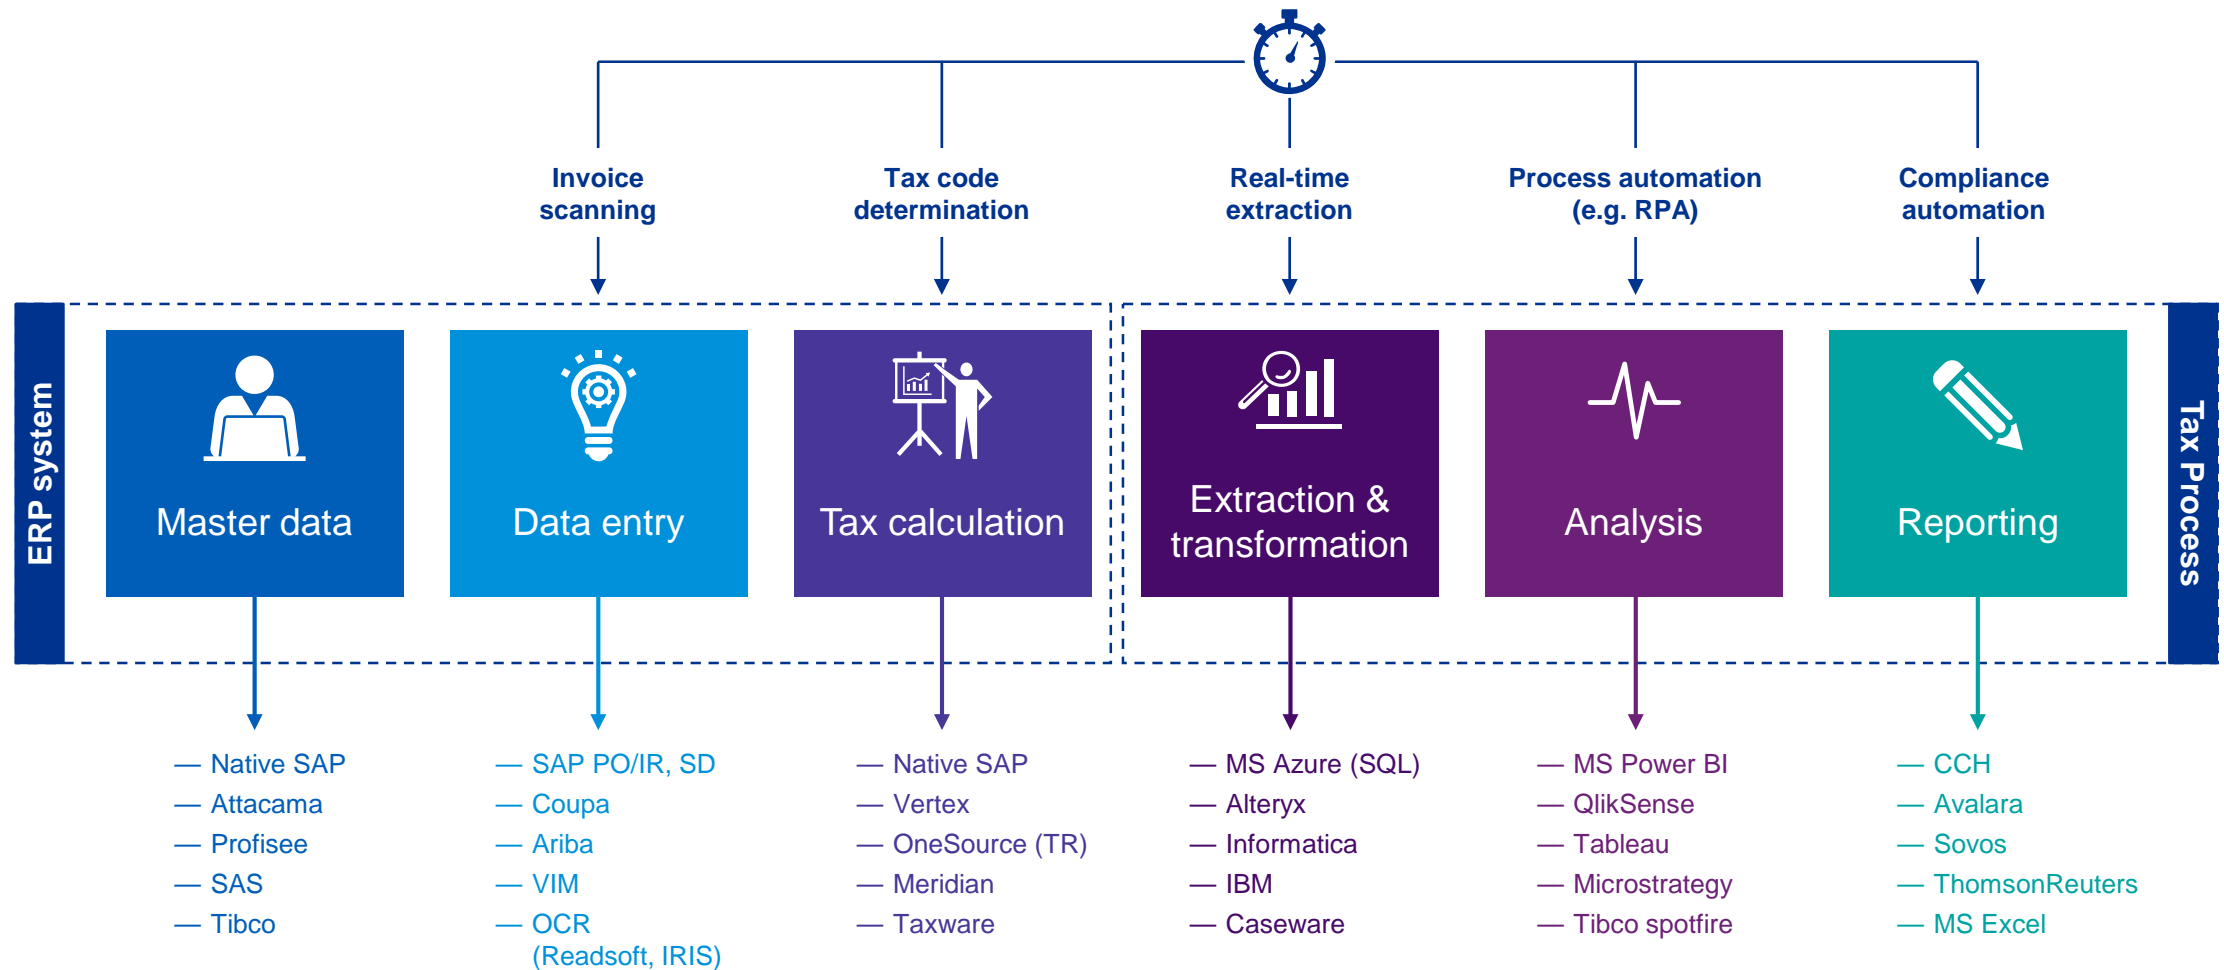 Invoice
scanning
Tax code
determination
Real-time
extraction
Process automation
(e.g. RPA)
Compliance
automation
ERP system
Master data
Data entry
Tax calculation
Extraction &
transformation
Analysis
Reporting
Tax Process
— Native SAP
— Attacama
— Profisee
— SAS
— Tibco
— SAP PO/IR, SD
— Coupa
— Ariba
— VIM
— OCR
(Readsoft, IRIS)
— Native SAP
— Vertex
— OneSource (TR)
— Meridian
— Taxware
— MS Azure (SQL)
— Alteryx
— Informatica
— IBM
— Caseware
— MS Power BI
— QlikSense
— Tableau
— Microstrategy
— Tibco spotfire
— CCH
— Avalara
— Sovos
— ThomsonReuters
— MS Excel